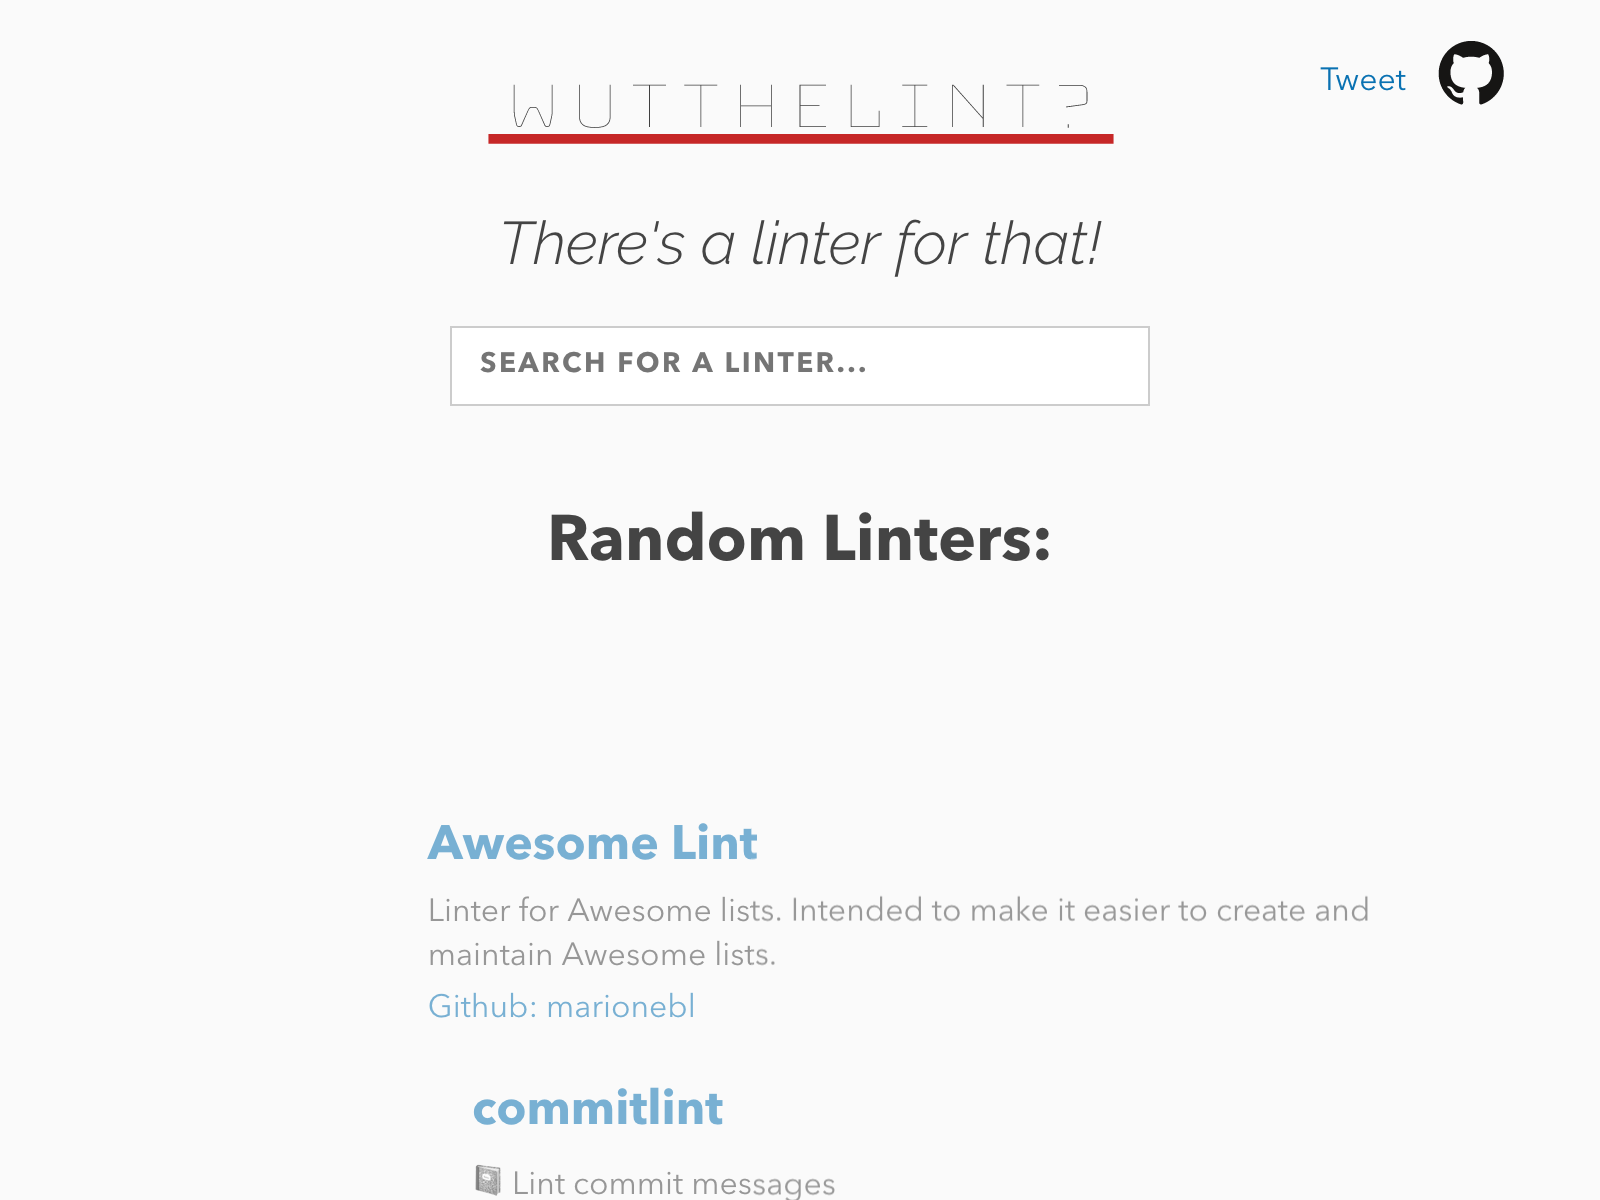 WUTTHELINT?
Tweet
There's a linter for that!
SEARCH FOR A LINTER...
Random Linters:
Awesome Lint
Linter for Awesome lists. Intended to make it easier to create and
maintain Awesome lists.
Github: marionebl
commitlint
📓 Lint commit messages